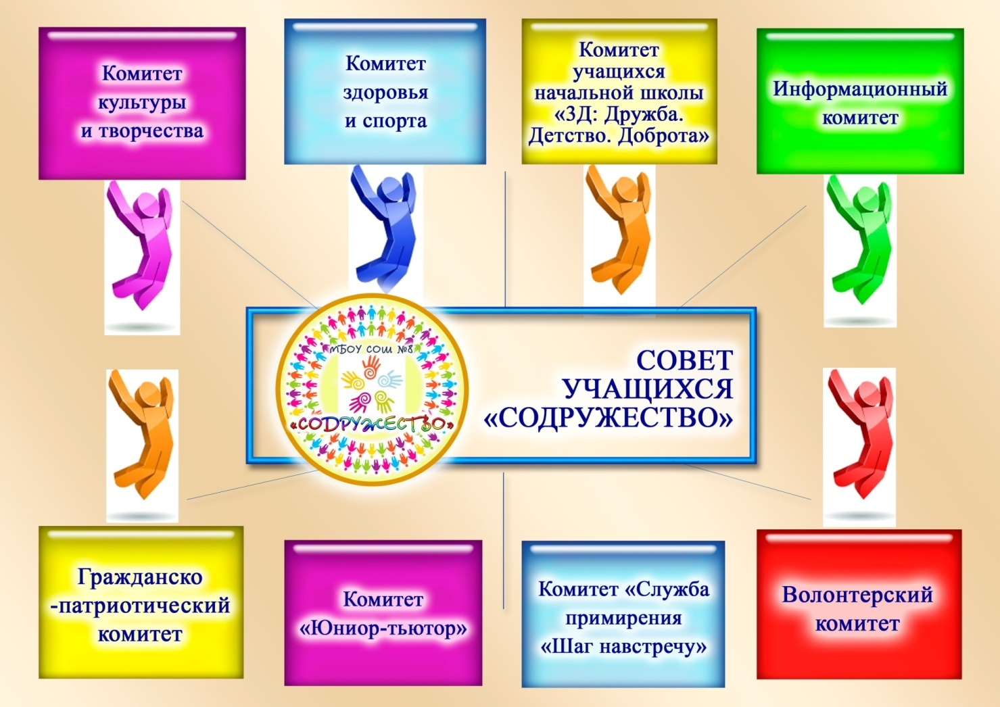 Комитет
культуры
и творчества
Комитет
здоровья
и спорта
Комитет
учащихся
начальной школы
«3Д: Дружба.
Детство. Доброта»
Информационный
комитет
МБОУ СОШ №8
«СОДРУЖЕСТВО»
СОВЕТ
УЧАЩИХСЯ
«СОДРУЖЕСТВО»
Гражданско
-патриотический
комитет
Комитет
«Юниор-тьютор»
Комитет «Служба
примирения
«Шаг навстречу»
Волонтерский
комитет